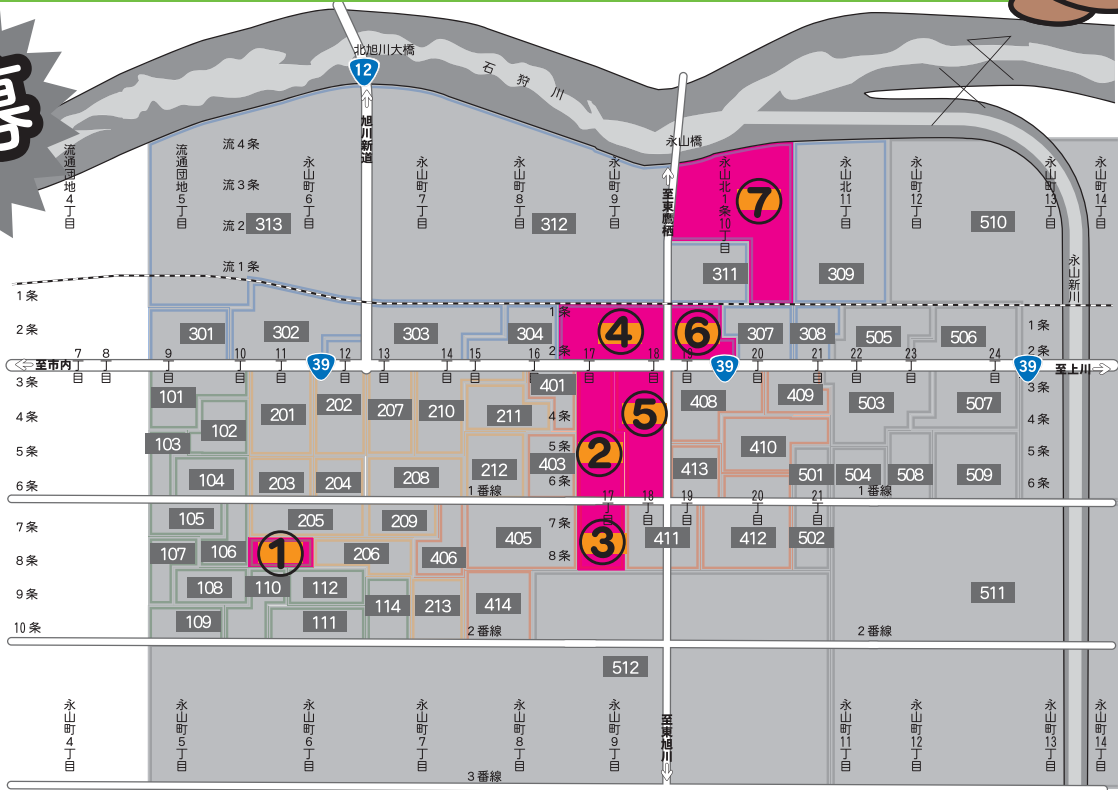 募
北旭川大橋
12
石狩川
旭川新道
永山橋
至東鷹栖
流通団地4丁目
流通団地5丁目
永山町6丁目
永山町7丁目
永山町8丁目
永山町9丁目
永山北1条10丁目
永山北11丁目
永山町12丁目
永山町13丁目
永山町14丁目
永山新川
流4条
流3条
流2
流1条
313
312
⑦
510
311
309
1条
2条
301
302
303
304
1条
2条
④
⑥
307
308
505
506
1条
2条
至市内
7丁目
8丁目
9丁目
10丁目
11丁目
39
12丁目
13丁目
14丁目
15丁目
16丁目
17丁目
18丁目
19丁目
39
20丁目
21丁目
22丁目
23丁目
24丁目
39
至上川
3条
4条
5条
6条
101
102
103
104
201
202
207
210
211
401
4条
203
204
208
212
403
5条
6条
②
⑤
408
409
410
413
503
507
501
504
508
509
3条
4条
5条
6条
1番線
1番線
17丁目
18丁目
19丁目
20丁目
21丁目
7条
8条
9条
10条
105
205
209
107
106
①
206
406
405
7条
8条
③
411
412
502
108
110
112
114
213
414
109
111
511
2番線
2番線
512
永山町4丁目
永山町5丁目
永山町6丁目
永山町7丁目
永山町8丁目
永山町9丁目
至東旭川
永山町11丁目
永山町12丁目
永山町13丁目
永山町14丁目
3番線